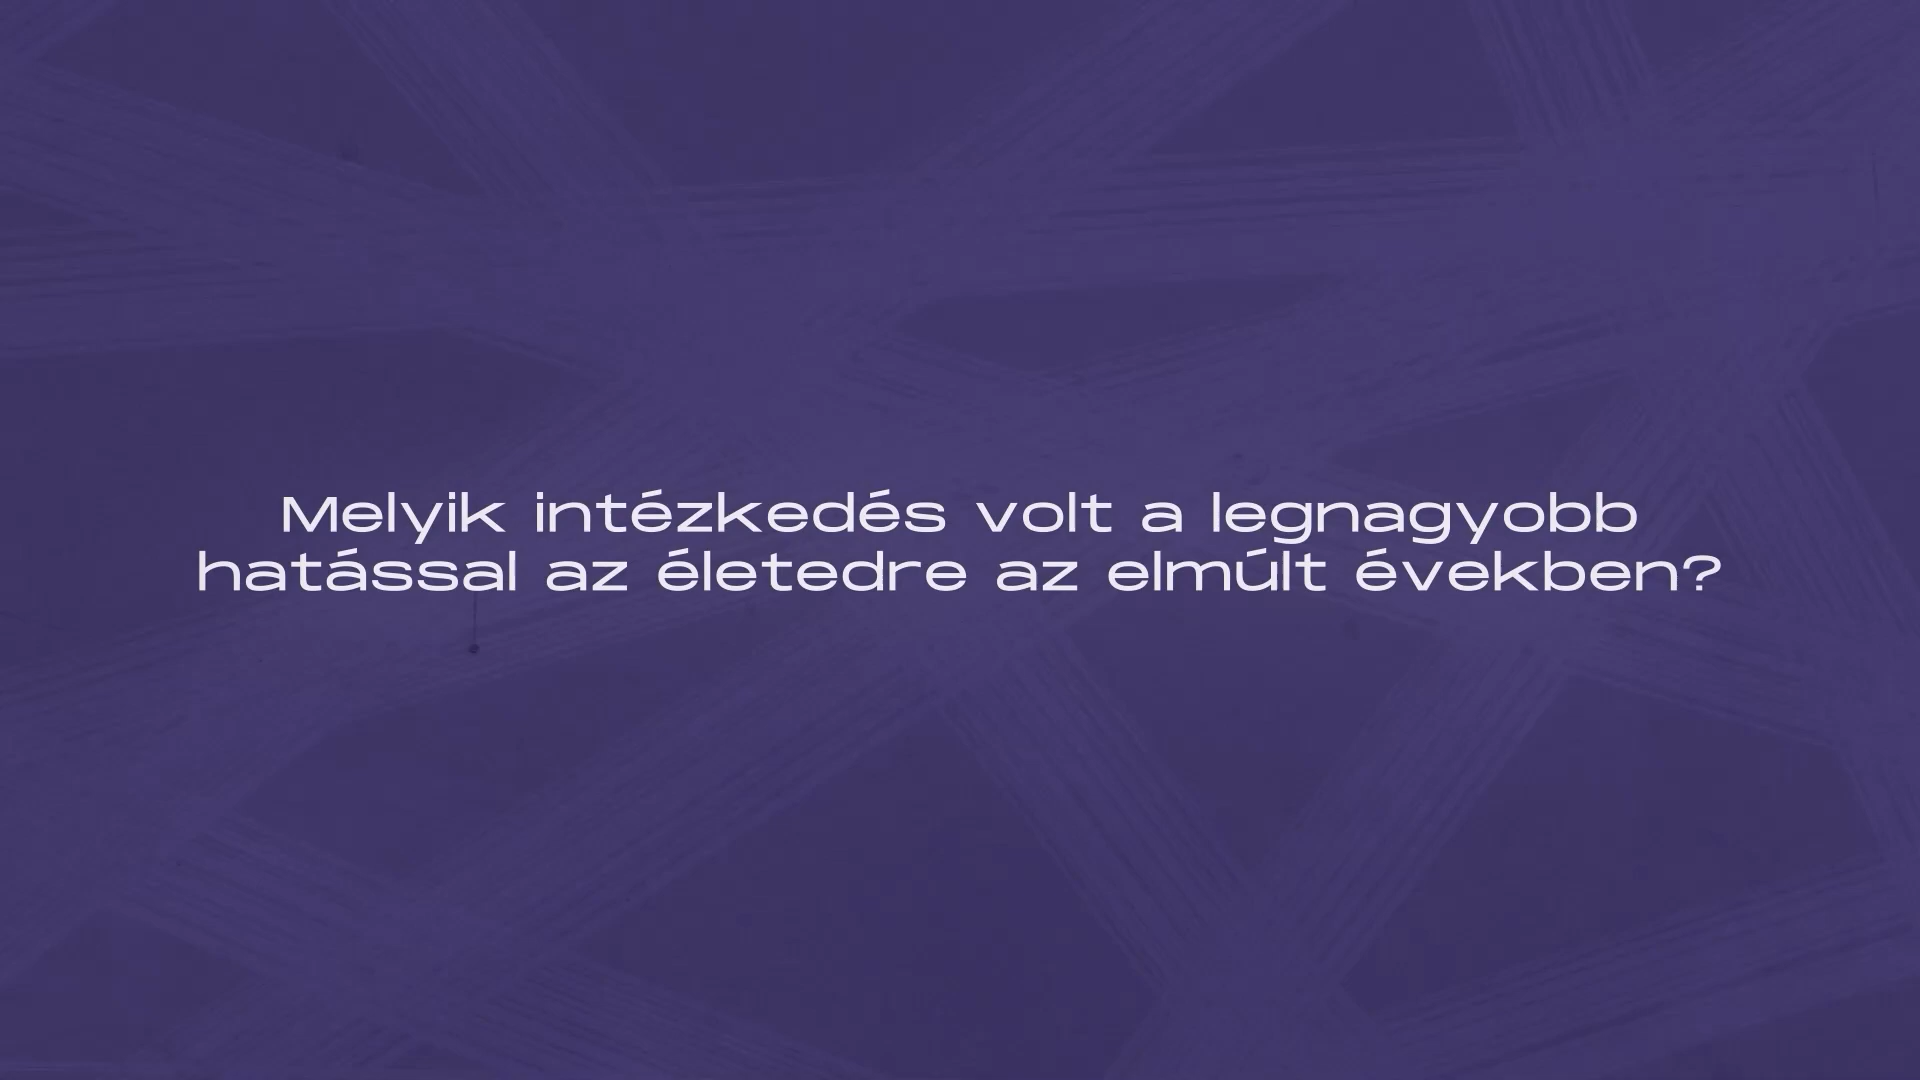 Melyik intézkedés volt a legnagyobb
hatással az életedre az elmúlt években?